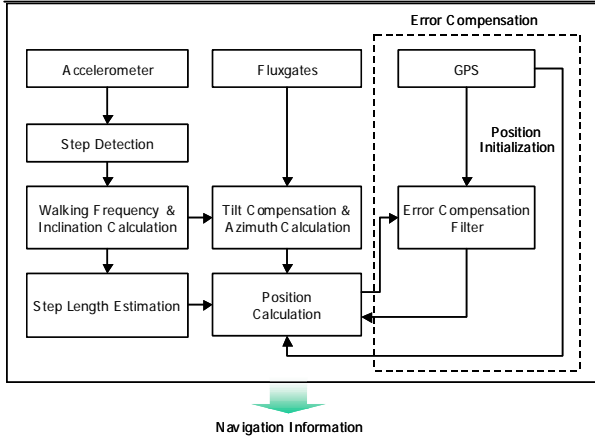 Error Compensation
Accelerometer
Fluxgates
GPS
Step Detection
Position
Initialization
Walking Frequency &
Inclination Calculation
Tilt Compensation &
Azimuth Calculation
Error Compensation
Filter
Step Length Estimation
Position
Calculation
Navigation Information